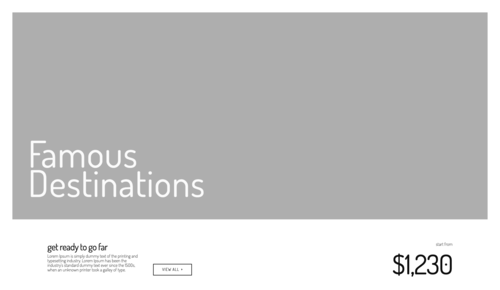 Famous
Destinations
get ready to go far
Lorem Ipsum is simply dummy text of the printing and
typesetting industry. Lorem Ipsum has been the
industry's standard dummy text ever since the 1500s,
when an unknown printer took a galley of type.
VIEW ALL +
start from
$1,230